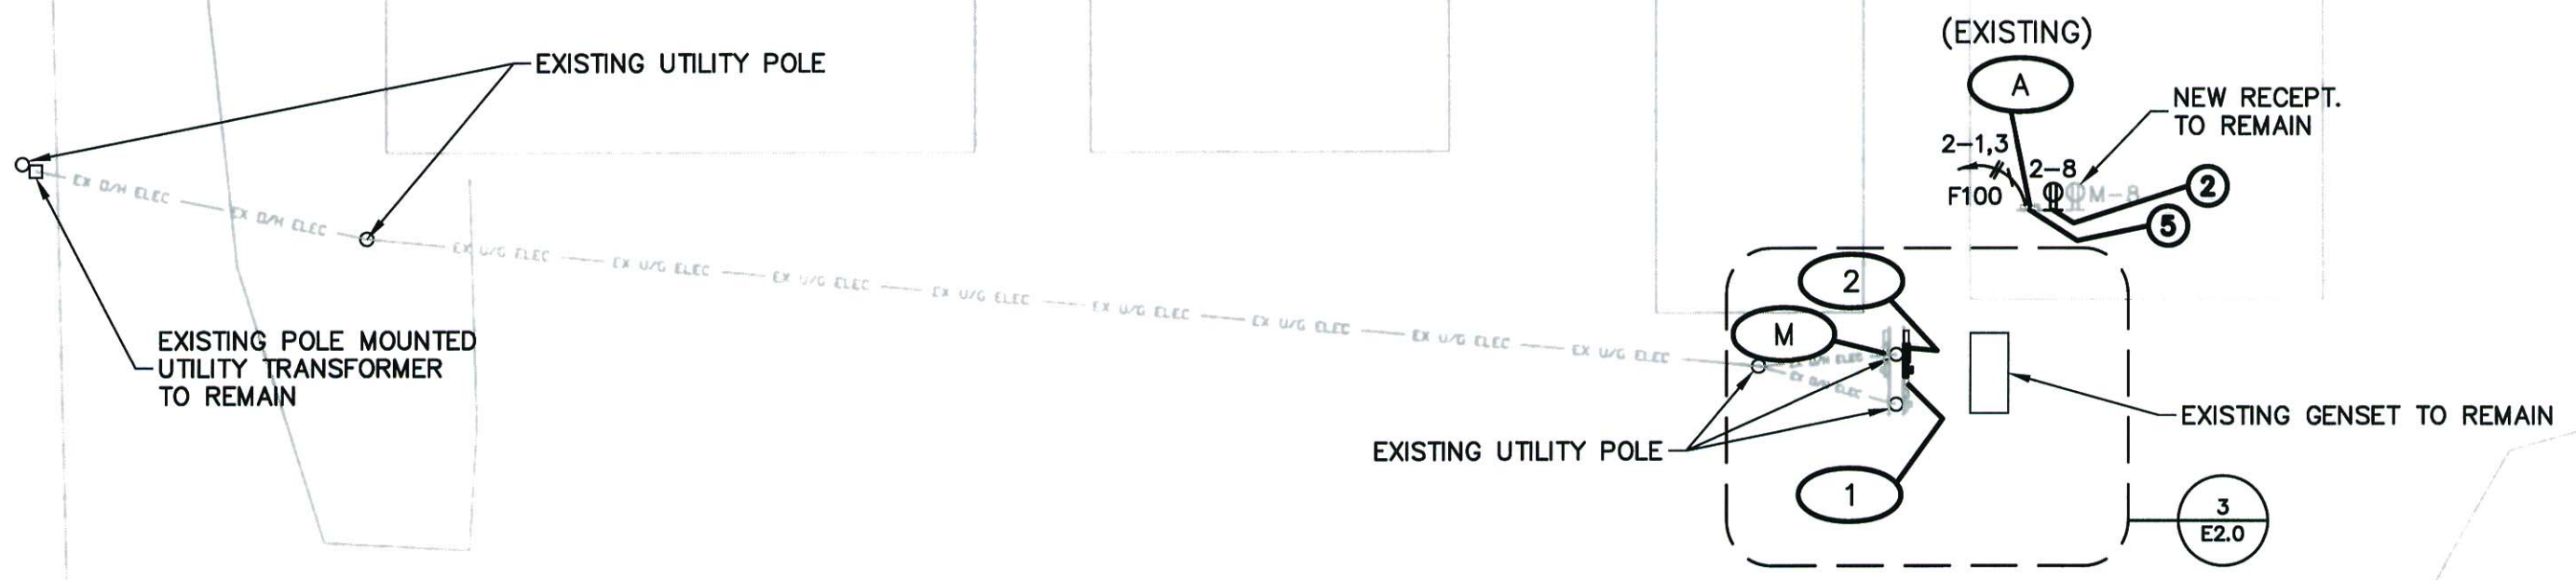 (EXISTING)
A
EXISTING UTILITY POLE
NEW RECEPT.
TO REMAIN
2-1,3
2-8
F100
M-8
2
5
EX O/H ELEC
EX O/H ELEC
EX U/G ELEC
EX U/G ELEC
EX U/G ELEC
EX U/G ELEC
EX U/G ELEC
EX U/G ELEC
EX U/G ELEC
EX U/G ELEC
2
M
EX O/H ELEC
EX O/H ELEC
EXISTING POLE MOUNTED
UTILITY TRANSFORMER
TO REMAIN
EXISTING GENSET TO REMAIN
EXISTING UTILITY POLE
1
3
E2.0